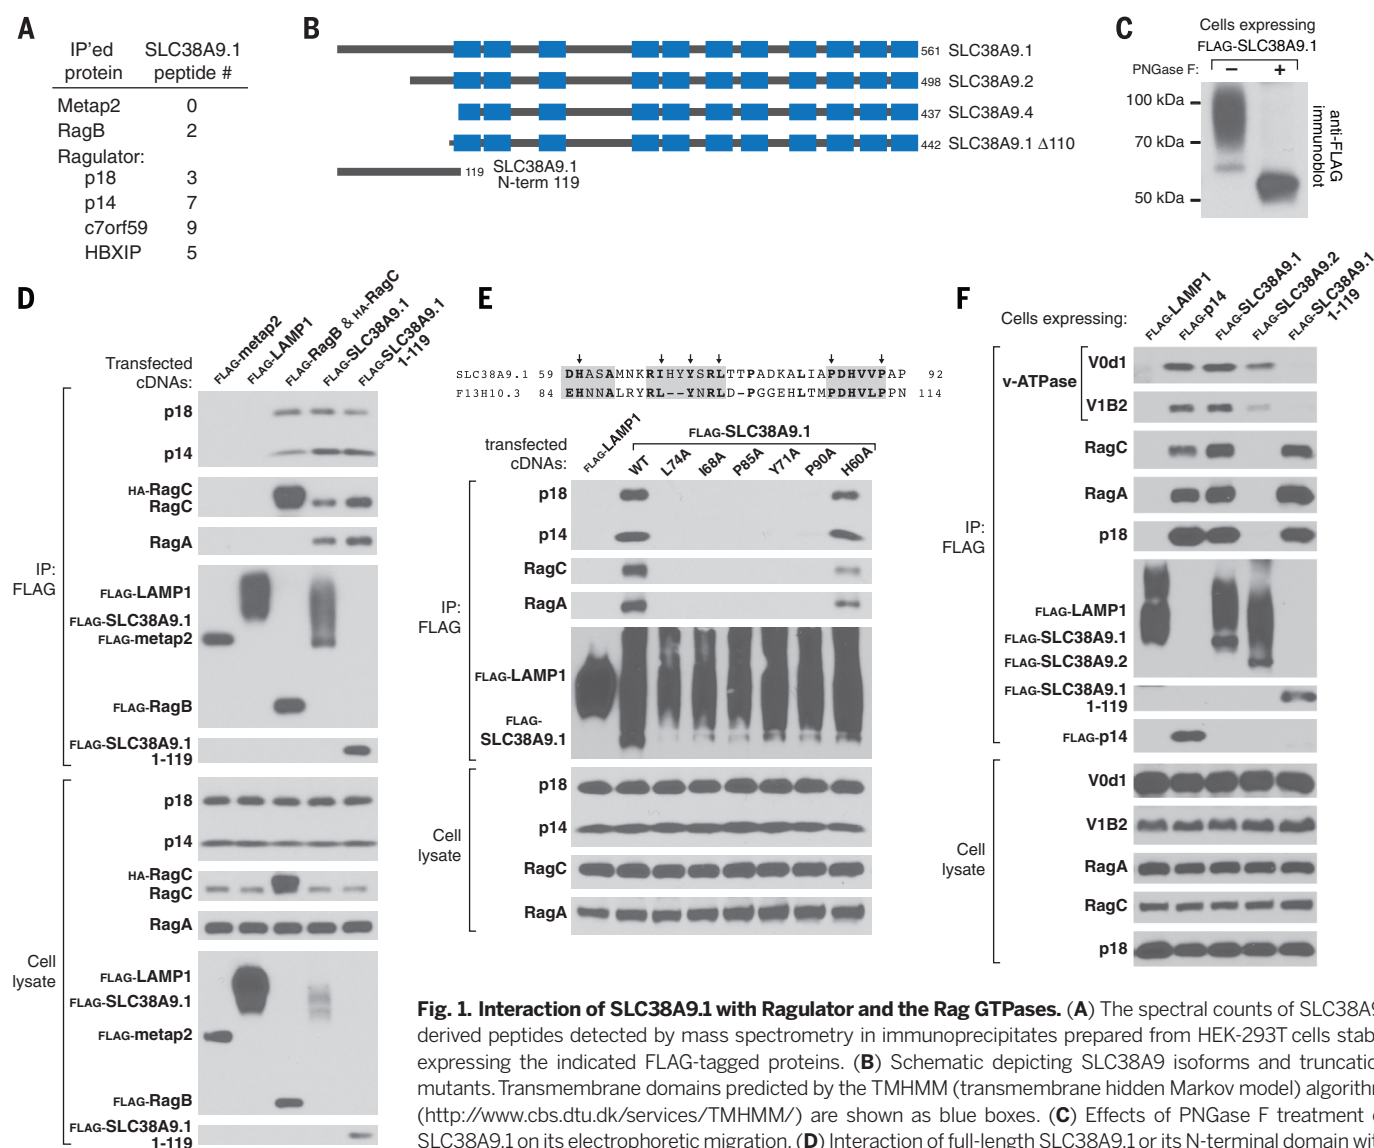 A
IP'ed protein
SLC38A9.1 peptide #
Metap2 0
RagB 2
Ragulator:
p18 3
p14 7
c7orf59 9
HBXIP 5
B
561 SLC38A9.1
498 SLC38A9.2
437 SLC38A9.4
442 SLC38A9.1 Δ110
119 SLC38A9.1
N-term 119
C
Cells expressing
FLAG-SLC38A9.1
PNGase F: − +
100 kDa
70 kDa
50 kDa
anti-FLAG
immunoblot
D
Transfected
cDNAs:
FLAG-metap2
FLAG-LAMP1
FLAG-RagB & HA-RagC
FLAG-SLC38A9.1
FLAG-SLC38A9.1
1-119
IP:
FLAG
p18
p14
HA-RagC
RagC
RagA
FLAG-LAMP1
FLAG-SLC38A9.1
FLAG-metap2
FLAG-RagB
FLAG-SLC38A9.1
1-119
Cell
lysate
p18
p14
HA-RagC
RagC
RagA
FLAG-LAMP1
FLAG-SLC38A9.1
FLAG-metap2
FLAG-RagB
FLAG-SLC38A9.1
1-119
E
SLC38A9.1 59 DHASAMNKRIHYYSRLTTPADKALIAPDHVVPAP 92
F13H10.3 84 EHNNALRYRL--YNRLD-PGGEHLTMPDHVLPPN 114
transfected
cDNAs:
FLAG-LAMP1
FLAG-SLC38A9.1
WT
L74A
I68A
P85A
Y71A
P90A
H60A
IP:
FLAG
p18
p14
RagC
RagA
FLAG-LAMP1
FLAG-
SLC38A9.1
Cell
lysate
p18
p14
RagC
RagA
F
Cells expressing:
FLAG-LAMP1
FLAG-p14
FLAG-SLC38A9.1
FLAG-SLC38A9.2
FLAG-SLC38A9.1
1-119
IP:
FLAG
v-ATPase
V0d1
V1B2
RagC
RagA
p18
FLAG-LAMP1
FLAG-SLC38A9.1
FLAG-SLC38A9.2
FLAG-SLC38A9.1
1-119
FLAG-p14
Cell
lysate
V0d1
V1B2
RagA
RagC
p18
Fig. 1. Interaction of SLC38A9.1 with Ragulator and the Rag GTPases. (A) The spectral counts of SLC38A9
derived peptides detected by mass spectrometry in immunoprecipitates prepared from HEK-293T cells stab
expressing the indicated FLAG-tagged proteins. (B) Schematic depicting SLC38A9 isoforms and truncatio
mutants. Transmembrane domains predicted by the TMHMM (transmembrane hidden Markov model) algorithm
(http://www.cbs.dtu.dk/services/TMHMM/) are shown as blue boxes. (C) Effects of PNGase F treatment o
SLC38A9.1 on its electrophoretic migration. (D) Interaction of full-length SLC38A9.1 or its N-terminal domain wit